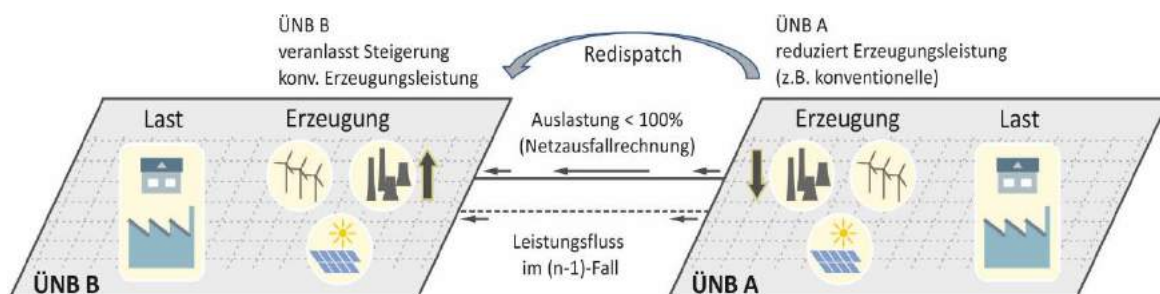 ÜNB B
veranlasst Steigerung
konv. Erzeugungsleistung
Redispatch
ÜNB A
reduziert Erzeugungsleistung
(z.B. konventionelle)
Last
Erzeugung
Auslastung < 100%
(Netzausfallrechnung)
Erzeugung
Last
Leistungsfluss
im (n-1)-Fall
ÜNB B
ÜNB A